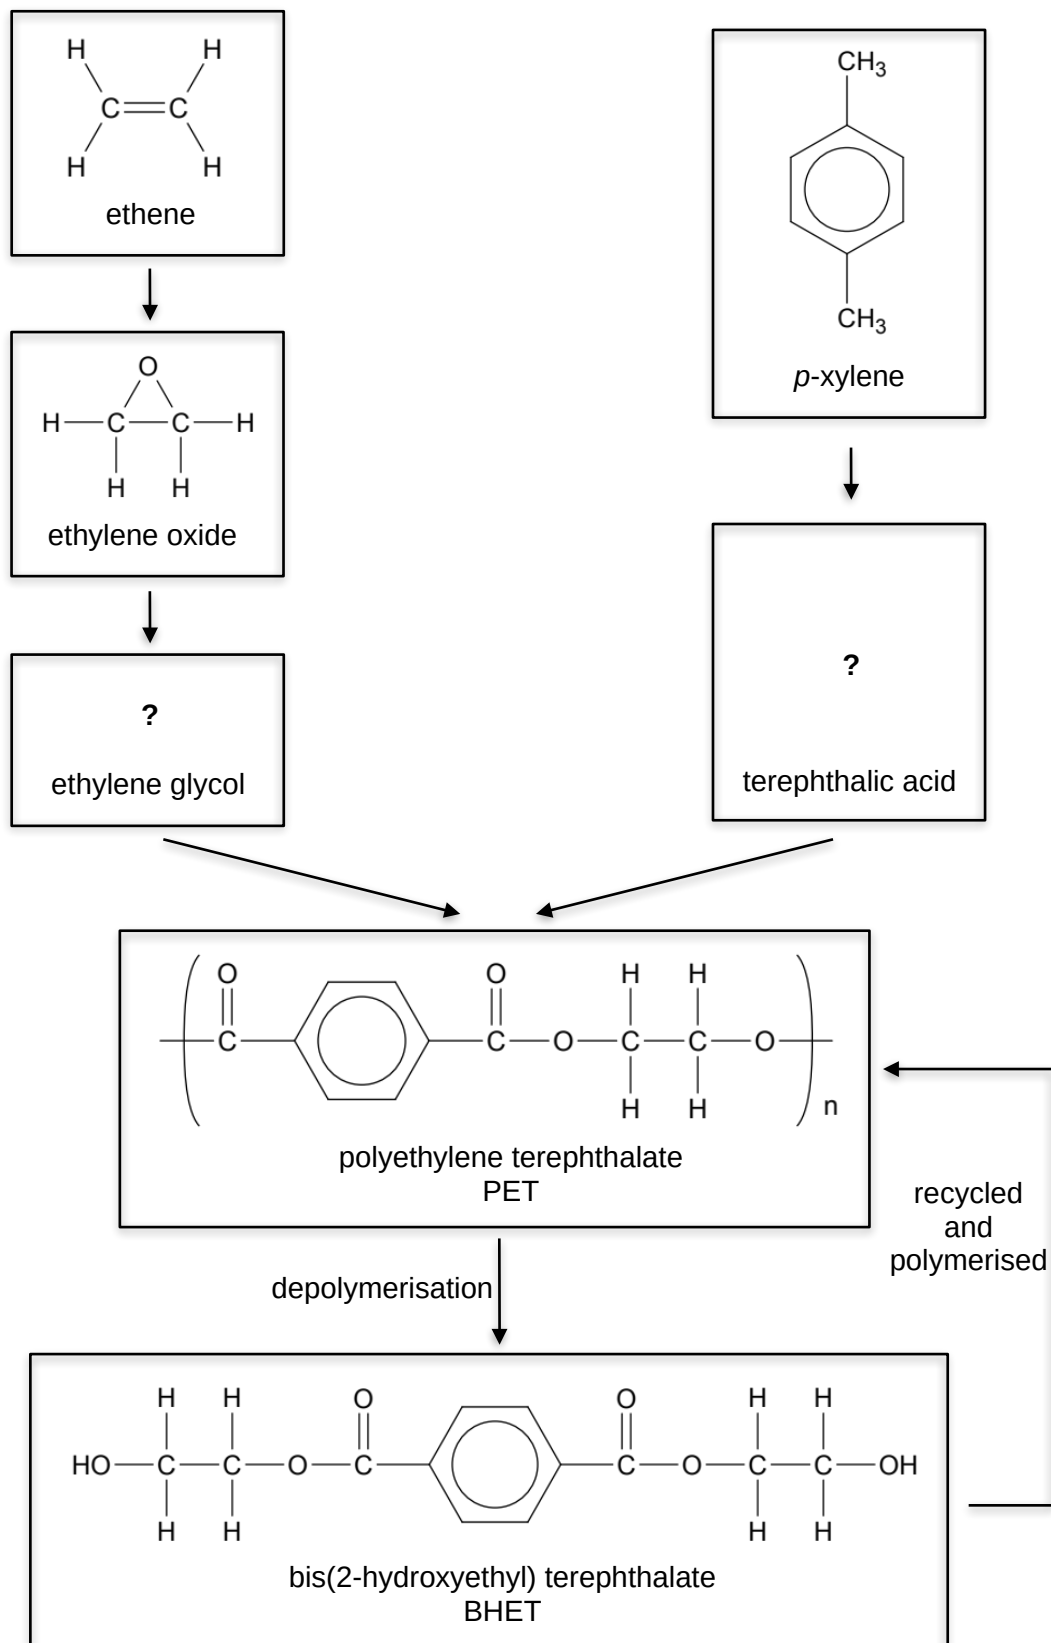 H H
C C
H H
ethene
CH3
CH3
p-xylene
O
H C C H
H H
ethylene oxide
?
ethylene glycol
?
terephthalic acid
O O H H
C C O C C O
H H
n
polyethylene terephthalate
PET
recycled
and
polymerised
depolymerisation
H H O O H H
HO C C O C C O C C OH
H H H H
bis(2-hydroxyethyl) terephthalate
BHET